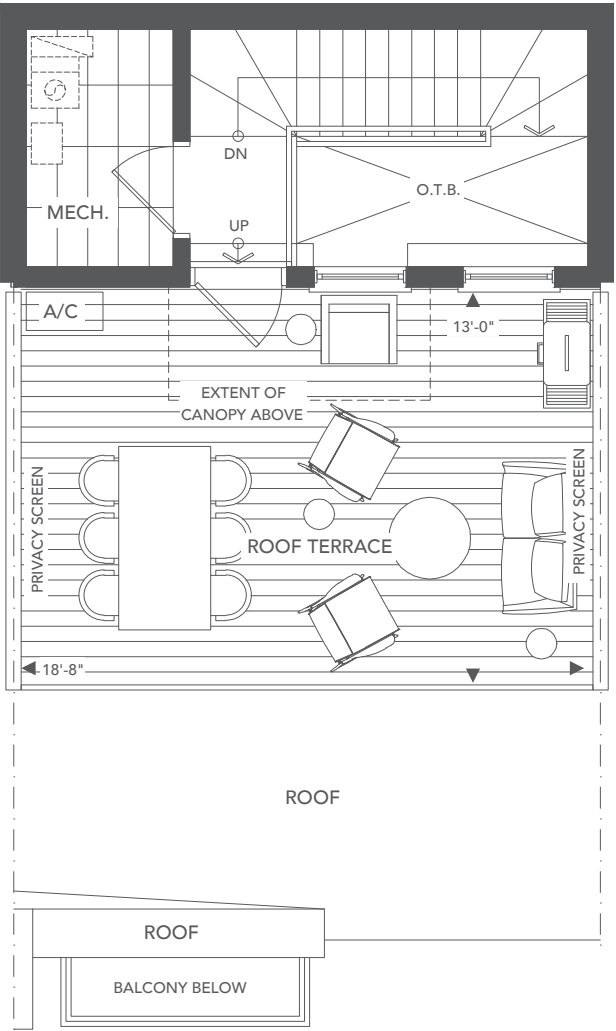 DN
O.T.B.
MECH.
UP
A/C
13'-0"
EXTENT OF
CANOPY ABOVE
PRIVACY SCREEN
PRIVACY SCREEN
ROOF TERRACE
18'-8"
ROOF
ROOF
BALCONY BELOW